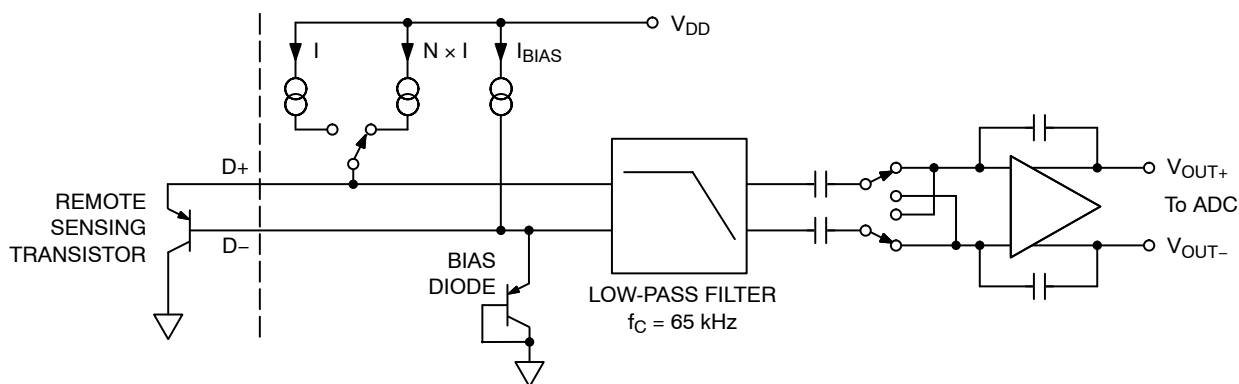 V_DD
I
N × I
I_BIAS
D+
REMOTE
SENSING
TRANSISTOR
D−
BIAS
DIODE
LOW-PASS FILTER
f_C = 65 kHz
V_OUT+
To ADC
V_OUT−